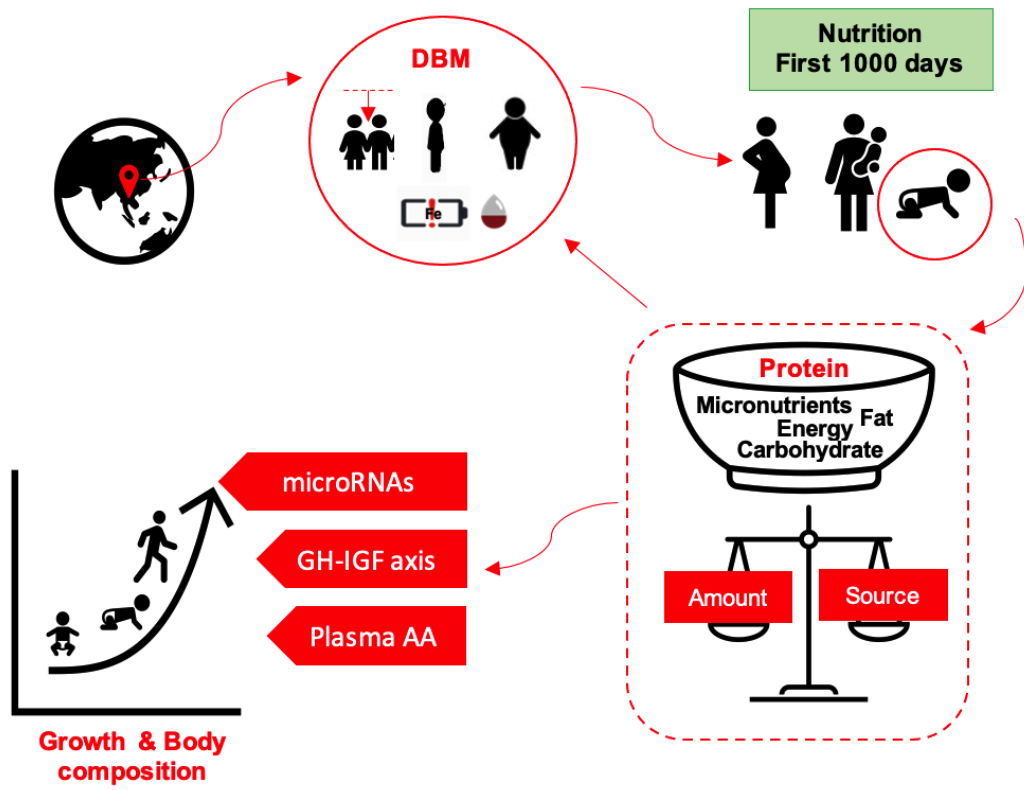 DBM
Nutrition
First 1000 days
Fe
Protein
Micronutrients
Fat
Energy
Carbohydrate
microRNAs
GH-IGF axis
Plasma AA
Amount
Source
Growth & Body
composition